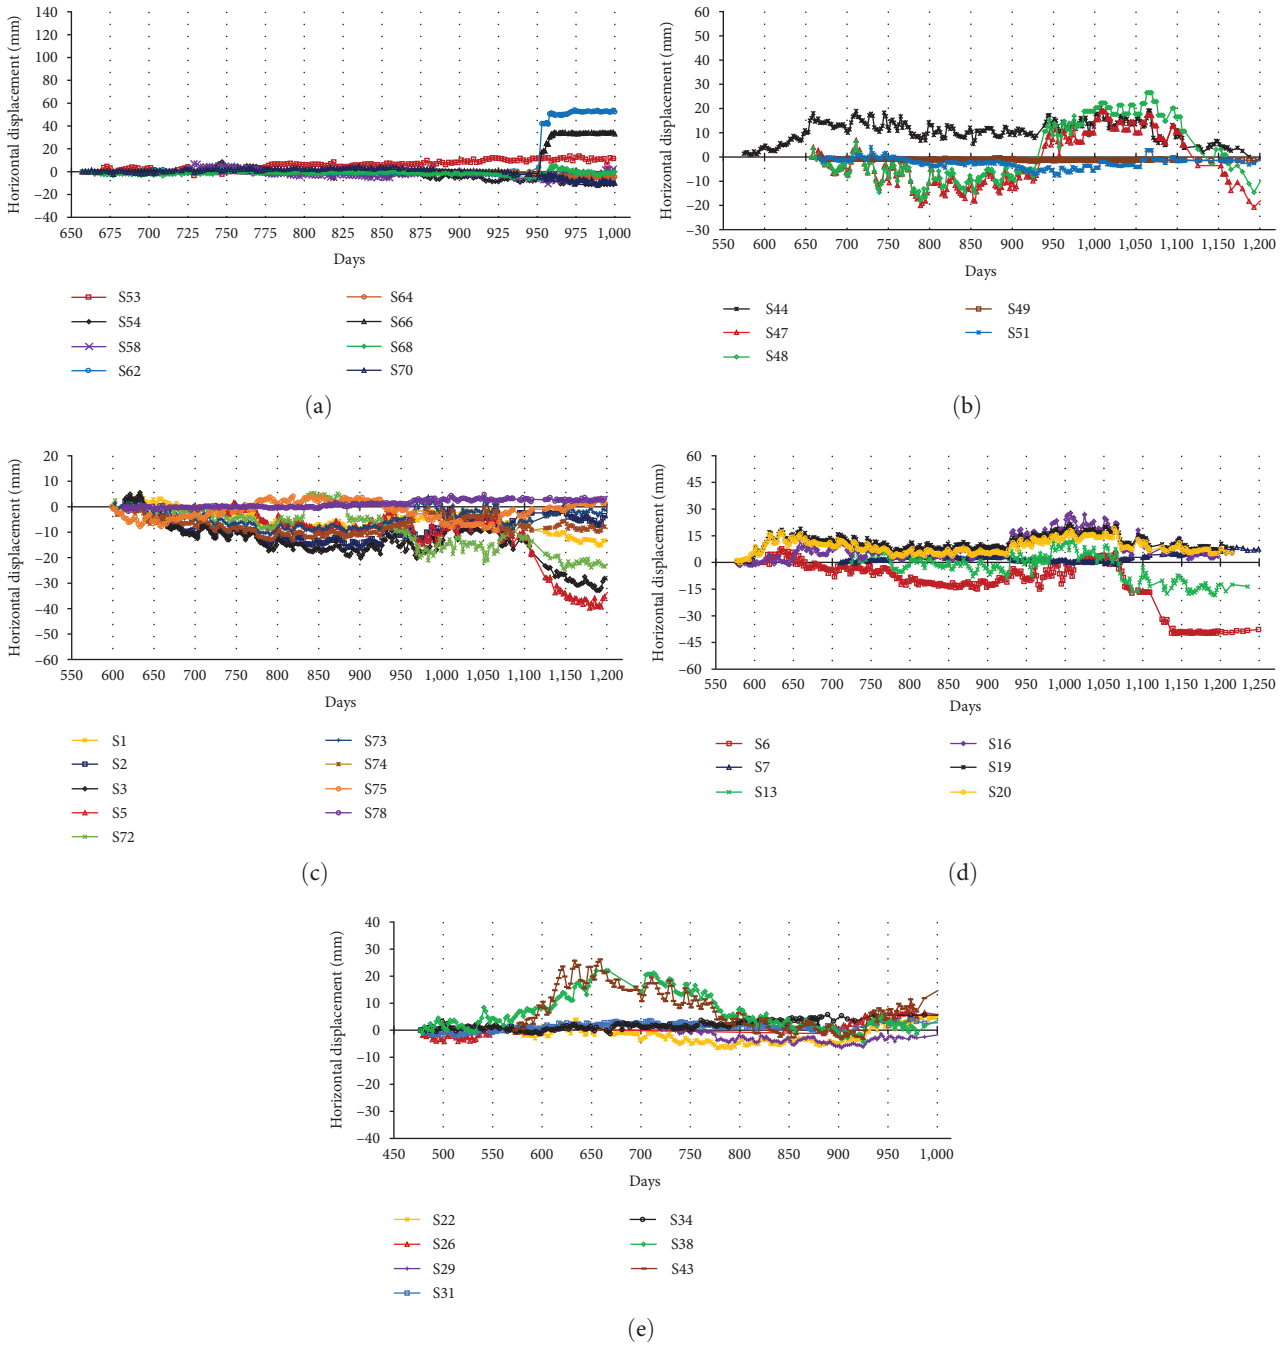 Horizontal displacement (mm)
140
120
100
80
60
40
20
0
−20
−40
650 675 700 725 750 775 800 825 850 875 900 925 950 975 1,000
Days
S53
S54
S58
S62
S64
S66
S68
S70
(a)
Horizontal displacement (mm)
60
50
40
30
20
10
0
−10
−20
−30
550 600 650 700 750 800 850 900 950 1,000 1,050 1,100 1,150 1,200
Days
S44
S47
S48
S49
S51
(b)
Horizontal displacement (mm)
20
10
0
−10
−20
−30
−40
−50
−60
550 600 650 700 750 800 850 900 950 1,000 1,050 1,100 1,150 1,200
Days
S1
S2
S3
S5
S72
S73
S74
S75
S78
(c)
Horizontal displacement (mm)
60
45
30
15
0
−15
−30
−45
−60
550 600 650 700 750 800 850 900 950 1,000 1,050 1,100 1,150 1,200 1,250
Days
S6
S7
S13
S16
S19
S20
(d)
Horizontal displacement (mm)
40
30
20
10
0
−10
−20
−30
−40
450 500 550 600 650 700 750 800 850 900 950 1,000
Days
S22
S26
S29
S31
S34
S38
S43
(e)